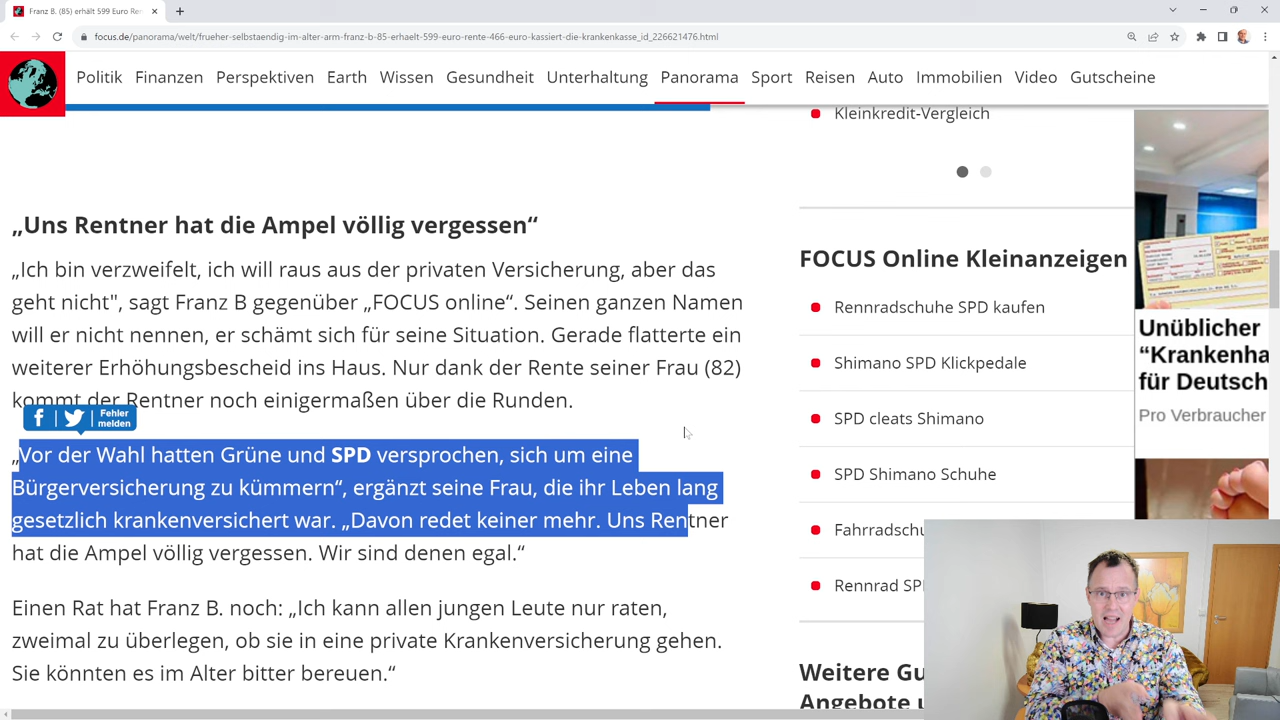 Franz B. (85) erhält 599 Euro Ren
focus.de/panorama/welt/frueher-selbstaendig-im-alter-arm-franz-b-85-erhaelt-599-euro-rente-466-euro-kassiert-die-krankenkasse_id_226621476.html
Politik Finanzen Perspektiven Earth Wissen Gesundheit Unterhaltung Panorama Sport Reisen Auto Immobilien Video Gutscheine
„Uns Rentner hat die Ampel völlig vergessen“
„Ich bin verzweifelt, ich will raus aus der privaten Versicherung, aber das
geht nicht", sagt Franz B gegenüber „FOCUS online“. Seinen ganzen Namen
will er nicht nennen, er schämt sich für seine Situation. Gerade flatterte ein
weiterer Erhöhungsbescheid ins Haus. Nur dank der Rente seiner Frau (82)
kommt der Rentner noch einigermaßen über die Runden.
Fehler
melden
„Vor der Wahl hatten Grüne und SPD versprochen, sich um eine
Bürgerversicherung zu kümmern“, ergänzt seine Frau, die ihr Leben lang
gesetzlich krankenversichert war. „Davon redet keiner mehr. Uns Rentner
hat die Ampel völlig vergessen. Wir sind denen egal.“
Einen Rat hat Franz B. noch: „Ich kann allen jungen Leute nur raten,
zweimal zu überlegen, ob sie in eine private Krankenversicherung gehen.
Sie könnten es im Alter bitter bereuen.“
Kleinkredit-Vergleich
FOCUS Online Kleinanzeigen
Rennradschuhe SPD kaufen
Shimano SPD Klickpedale
SPD cleats Shimano
SPD Shimano Schuhe
Fahrradschu
Rennrad SP
Weitere Gu
Angebote u
Unüblicher
“Krankenha
für Deutsch
Pro Verbraucher